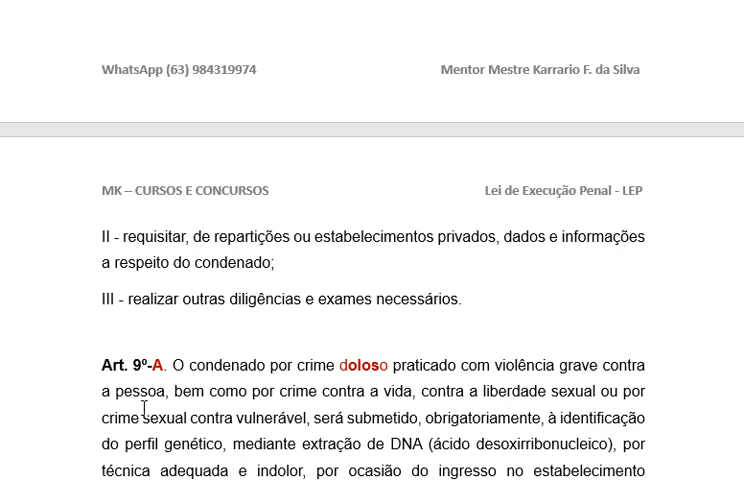 WhatsApp (63) 984319974 Mentor Mestre Karrario F. da Silva
MK – CURSOS E CONCURSOS Lei de Execução Penal - LEP
II - requisitar, de repartições ou estabelecimentos privados, dados e informações
a respeito do condenado;
III - realizar outras diligências e exames necessários.
Art. 9º-A. O condenado por crime doloso praticado com violência grave contra
a pessoa, bem como por crime contra a vida, contra a liberdade sexual ou por
crime sexual contra vulnerável, será submetido, obrigatoriamente, à identificação
do perfil genético, mediante extração de DNA (ácido desoxirribonucleico), por
técnica adequada e indolor, por ocasião do ingresso no estabelecimento